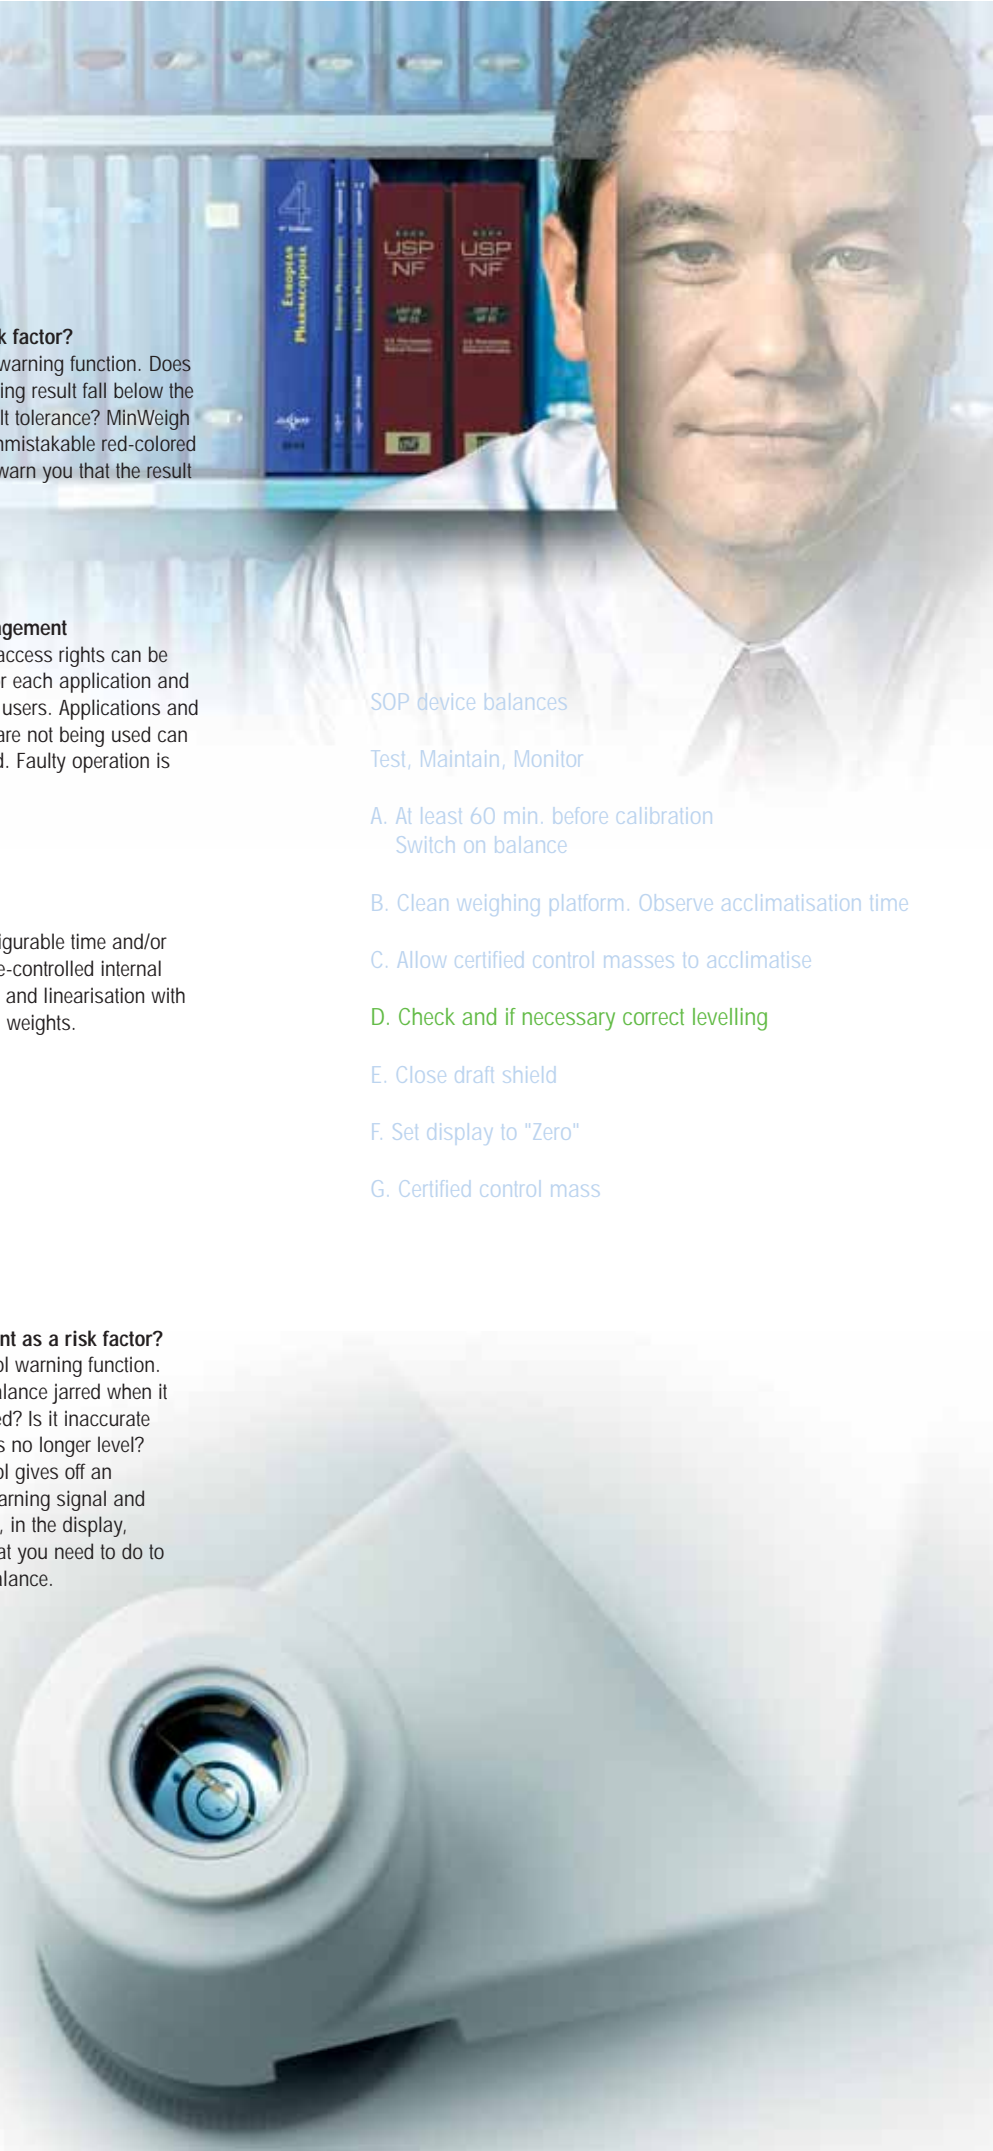 4
European
Pharmacopoeia
USP
NF
USP
NF
k factor?
warning function. Does
ing result fall below the
lt tolerance? MinWeigh
nmistakable red-colored
warn you that the result
agement
access rights can be
r each application and
users. Applications and
are not being used can
d. Faulty operation is
SOP device balances
Test, Maintain, Monitor
A. At least 60 min. before calibration
Switch on balance
B. Clean weighing platform. Observe acclimatisation time
igurable time and/or
e-controlled internal
and linearisation with
weights.
C. Allow certified control masses to acclimatise
D. Check and if necessary correct levelling
E. Close draft shield
F. Set display to "Zero"
G. Certified control mass
nt as a risk factor?
ol warning function.
alance jarred when it
ed? Is it inaccurate
s no longer level?
ol gives off an
arning signal and
, in the display,
at you need to do to
alance.